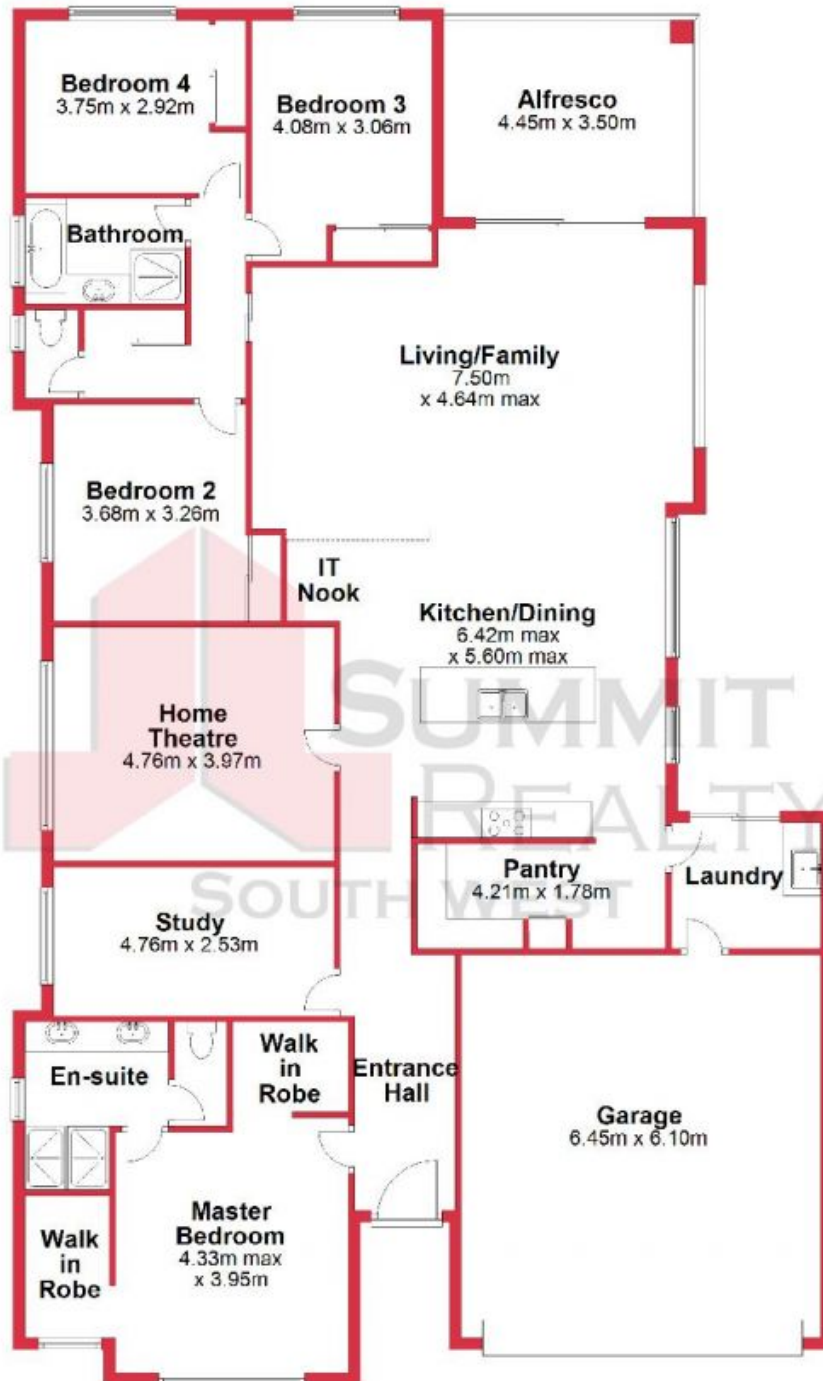 Bedroom 4
3.75m x 2.92m
Bedroom 3
4.08m x 3.06m
Alfresco
4.45m x 3.50m
Bathroom
Living/Family
7.50m
x 4.64m max
Bedroom 2
3.68m x 3.26m
IT
Nook
Kitchen/Dining
6.42m max
x 5.60m max
Home
Theatre
4.76m x 3.97m
SUMMIT
REALTY
SOUTH WEST
Pantry
4.21m x 1.78m
Laundry
Study
4.76m x 2.53m
En-suite
Walk
in
Robe
Entrance
Hall
Garage
6.45m x 6.10m
Master
Bedroom
4.33m max
x 3.95m
Walk
in
Robe